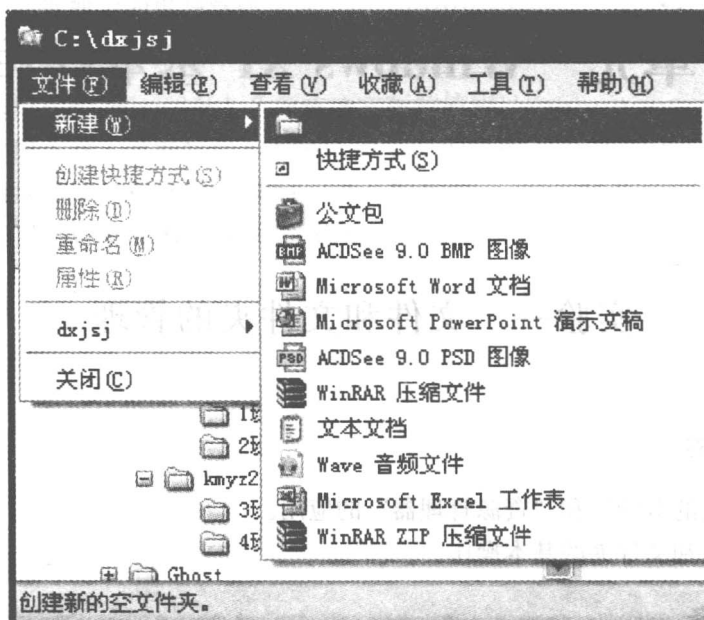 C:\dxjsj
文件(F) 编辑(E) 查看(V) 收藏(A) 工具(T) 帮助(H)
新建(W)
创建快捷方式(S)
删除(D)
重命名(M)
属性(R)
dxjsj
关闭(C)
快捷方式(S)
公文包
ACDSee 9.0 BMP 图像
Microsoft Word 文档
Microsoft PowerPoint 演示文稿
ACDSee 9.0 PSD 图像
WinRAR 压缩文件
文本文档
Wave 音频文件
Microsoft Excel 工作表
WinRAR ZIP 压缩文件
kmyz2
Ghost
创建新的空文件夹。